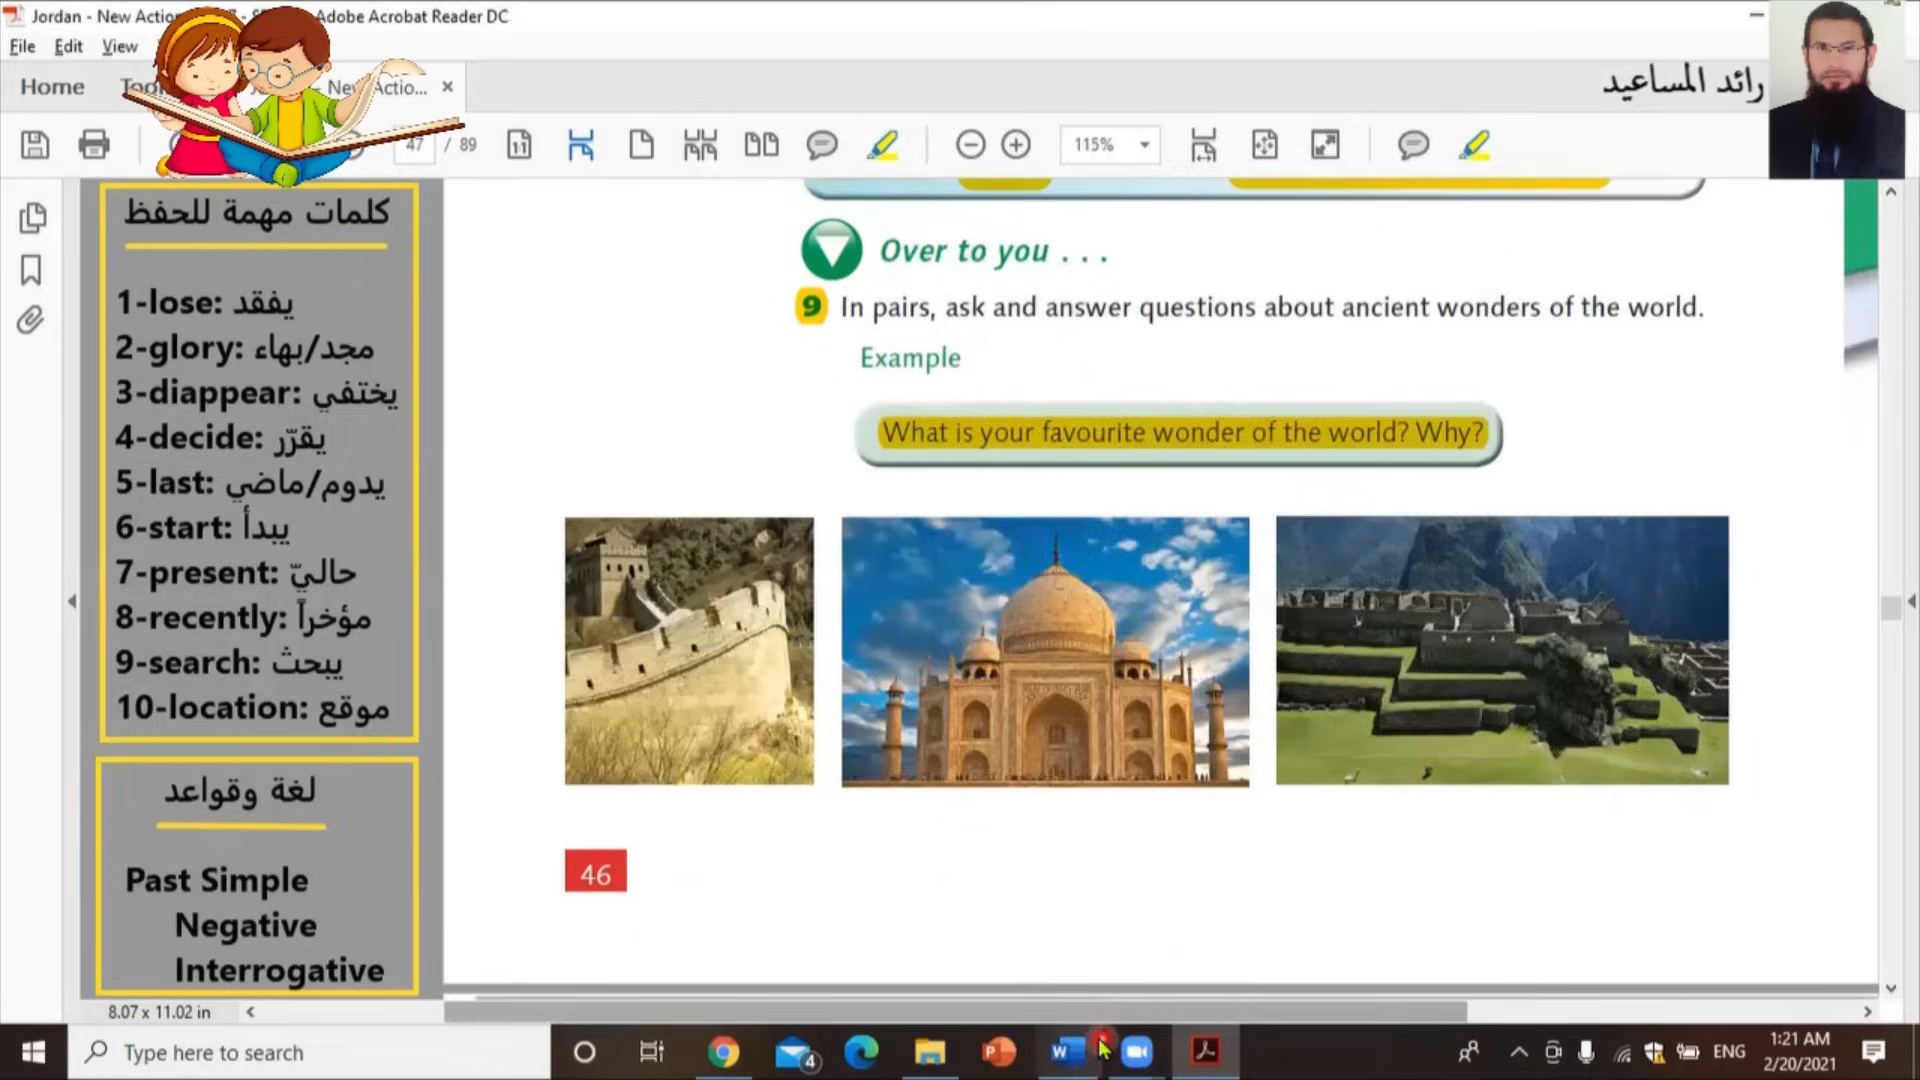 Jordan - New Actio
Adobe Acrobat Reader DC
File Edit View
Home
New Actio...
رائد المساعيد
47 / 89
115%
كلمات مهمة للحفظ
1-lose: يفقد
2-glory: مجد/بهاء
3-diappear: يختفي
4-decide: يقرّر
5-last: يدوم/ماضي
6-start: يبدأ
7-present: حاليّ
8-recently: مؤخراً
9-search: يبحث
10-location: موقع
لغة وقواعد
Past Simple
Negative
Interrogative
Over to you . . .
9 In pairs, ask and answer questions about ancient wonders of the world.
Example
What is your favourite wonder of the world? Why?
46
8.07 x 11.02 in
Type here to search
4
ENG
1:21 AM
2/20/2021